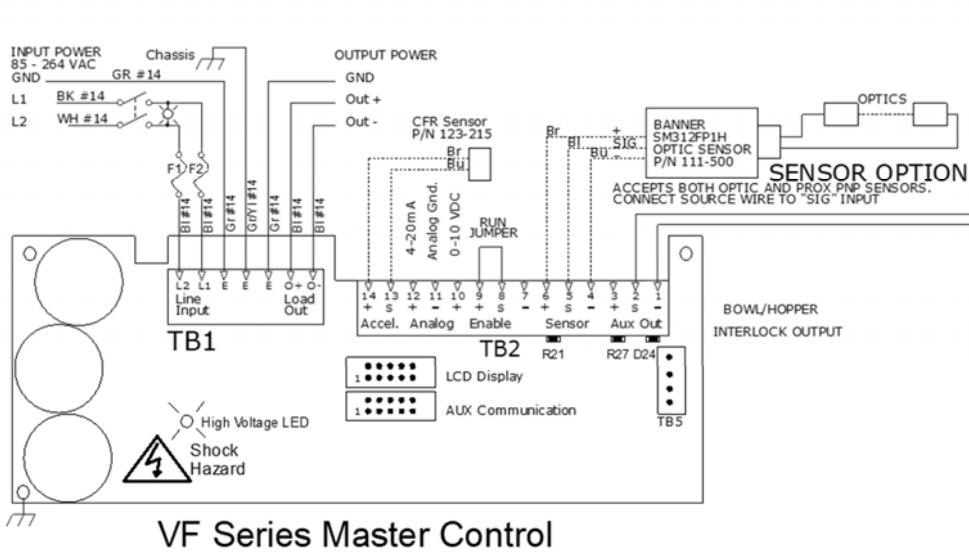 INPUT POWER
85 - 264 VAC
GND
GR #14
L1
BK #14
L2
WH #14
Chassis
OUTPUT POWER
GND
Out +
Out -
F1
F2
Bl #14
Bl #14
Gr #14
Gr/Yl #14
Gr #14
Bl #14
Bl #14
CFR Sensor
P/N 123-215
Br
Bu
4-20mA
Analog Gnd.
0-10 VDC
RUN
JUMPER
Br
Bl
Bu
+
SIG
-
BANNER
SM312FP1H
OPTIC SENSOR
P/N 111-500
OPTICS
SENSOR OPTION
ACCEPTS BOTH OPTIC AND PROX PNP SENSORS.
CONNECT SOURCE WIRE TO "SIG" INPUT
L2 L1 E E E O+ O-
Line Input
Load Out
TB1
14 13 12 11 10 9 8 7 6 5 4 3 2 1
+ S + - + + S - + S - + S -
Accel. Analog Enable Sensor Aux Out
TB2
R21
R27
D24
BOWL/HOPPER
INTERLOCK OUTPUT
1
LCD Display
1
AUX Communication
TB5
High Voltage LED
Shock
Hazard
VF Series Master Control